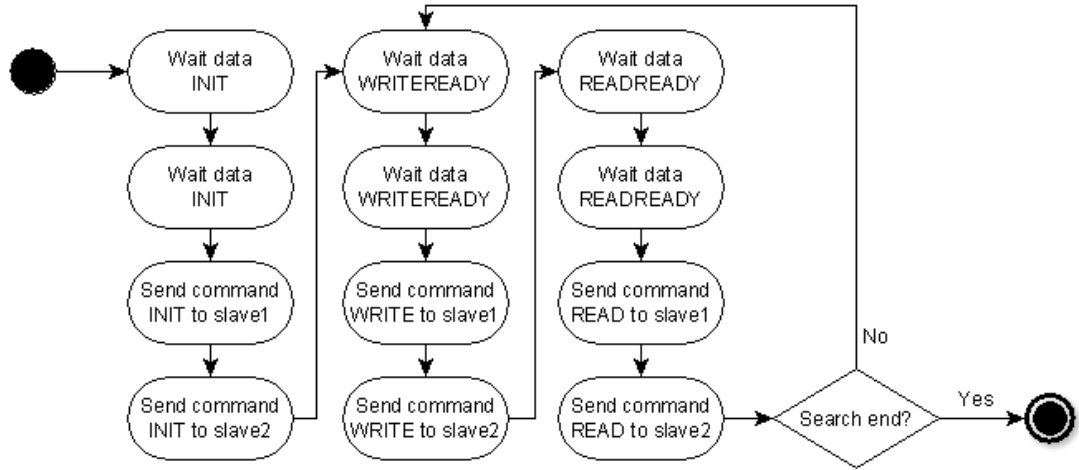 Wait data
INIT
Wait data
INIT
Send command
INIT to slave1
Send command
INIT to slave2
Wait data
WRITEREADY
Wait data
WRITEREADY
Send command
WRITE to slave1
Send command
WRITE to slave2
Wait data
READREADY
Wait data
READREADY
Send command
READ to slave1
Send command
READ to slave2
Search end?
No
Yes